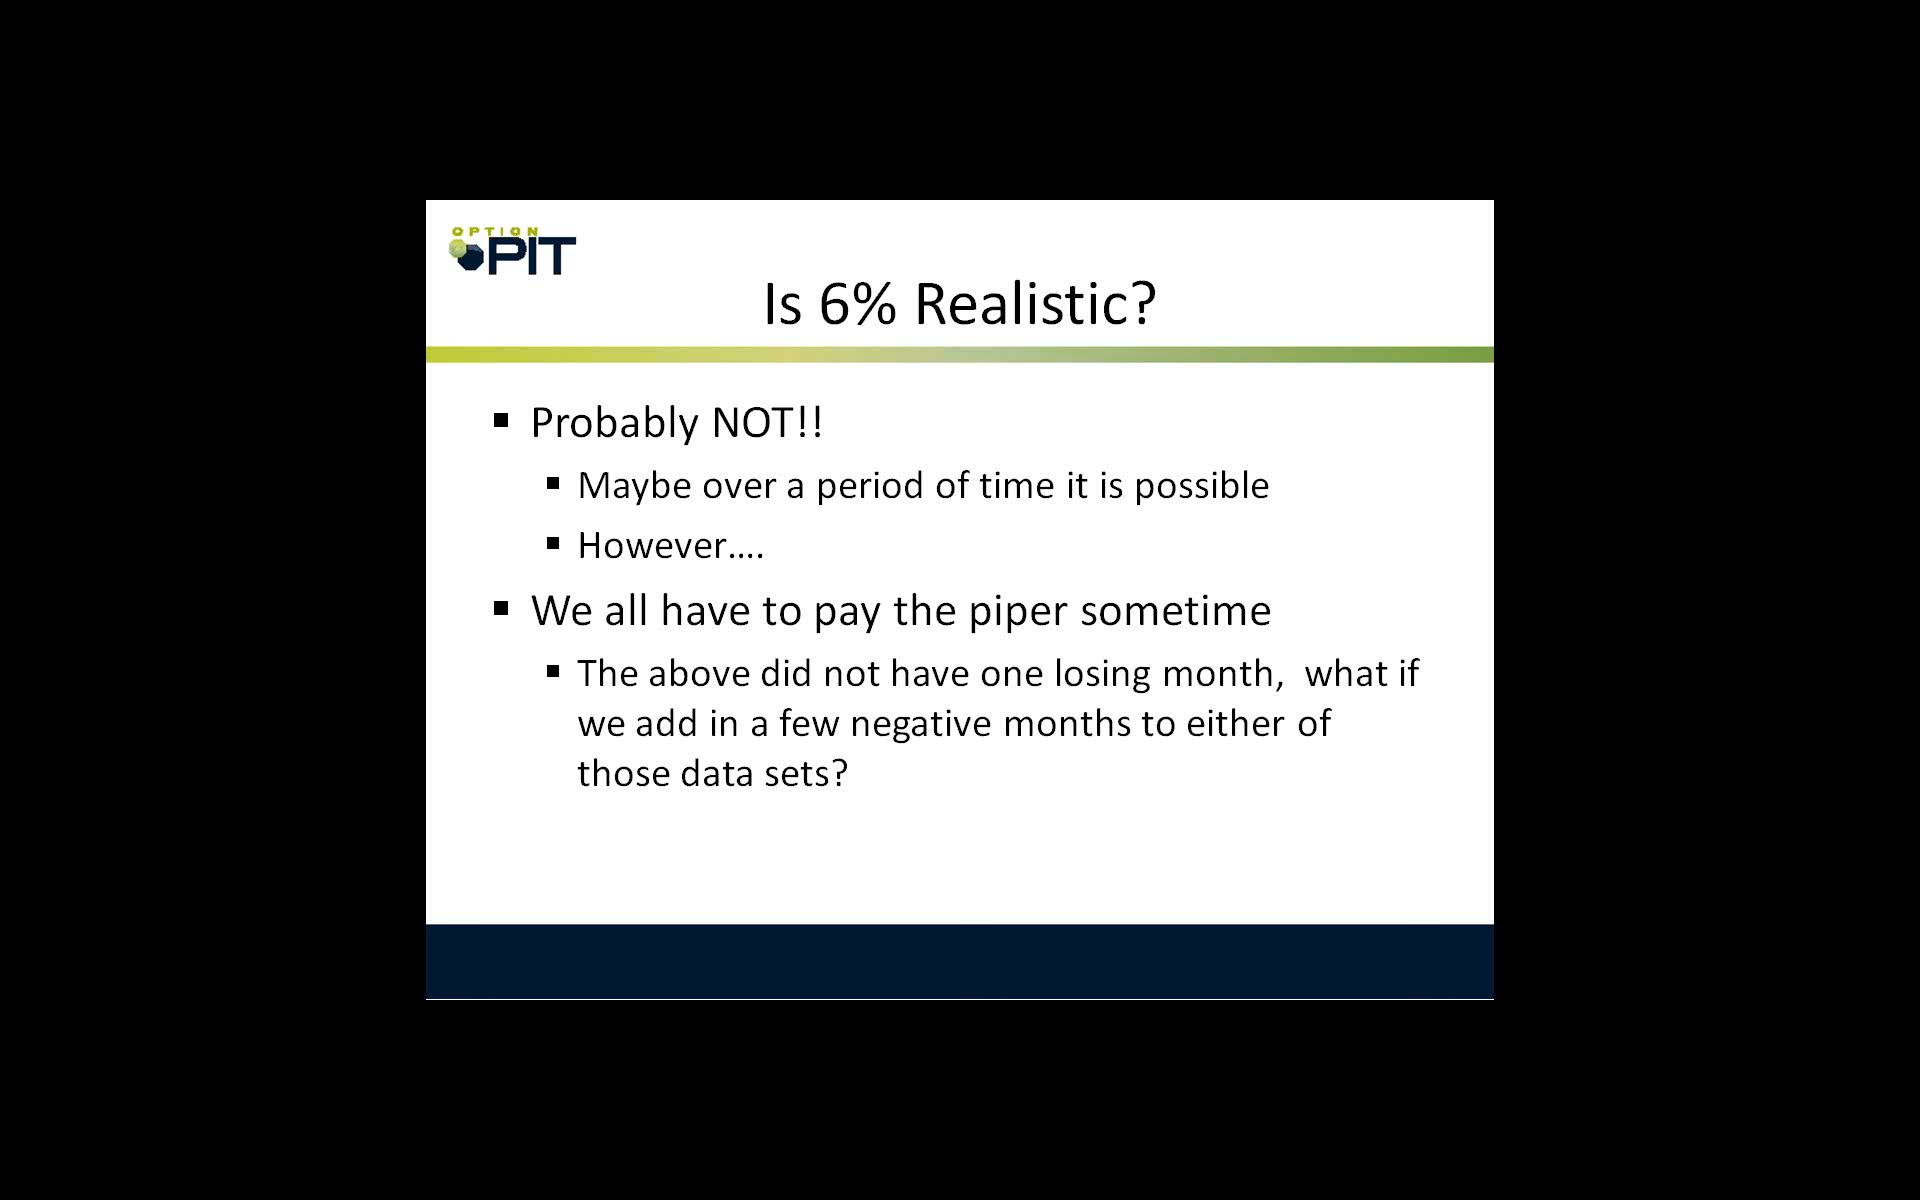 OPTION
PIT
Is 6% Realistic?
▪ Probably NOT!!
▪ Maybe over a period of time it is possible
▪ However....
▪ We all have to pay the piper sometime
▪ The above did not have one losing month,  what if
we add in a few negative months to either of
those data sets?